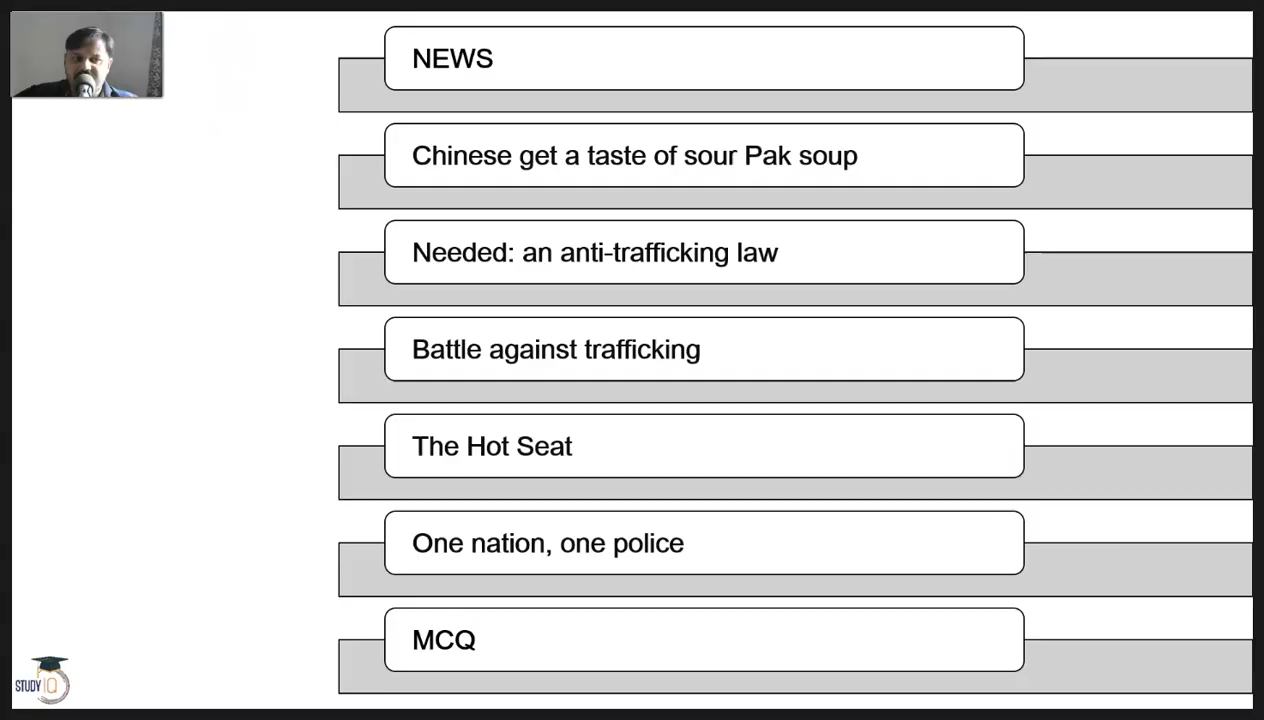 NEWS
Chinese get a taste of sour Pak soup
Needed: an anti-trafficking law
Battle against trafficking
The Hot Seat
One nation, one police
MCQ
STUDY IQ